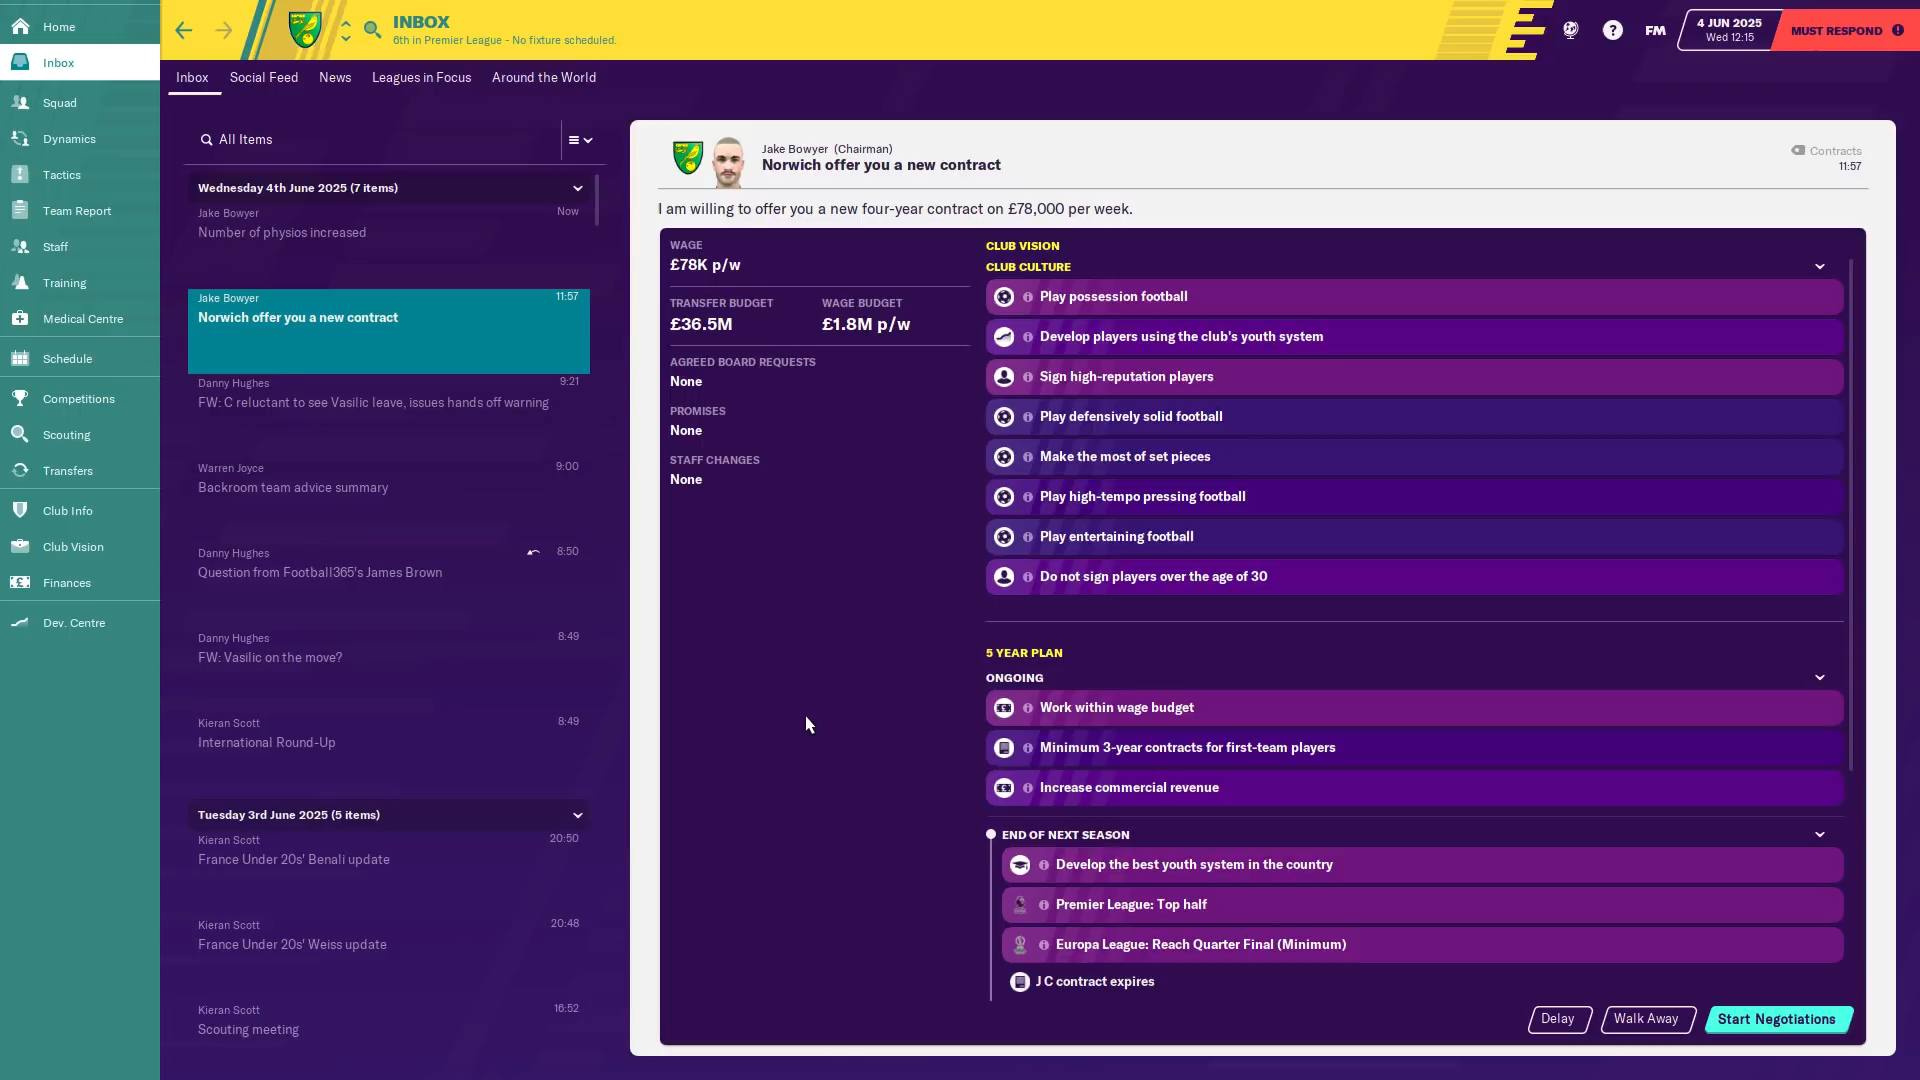 Home
Inbox
Squad
Dynamics
Tactics
Team Report
Staff
Training
Medical Centre
Schedule
Competitions
Scouting
Transfers
Club Info
Club Vision
Finances
Dev. Centre
INBOX
6th in Premier League - No fixture scheduled.
FM
4 JUN 2025
Wed 12:15
MUST RESPOND
Inbox Social Feed News Leagues in Focus Around the World
All Items
Wednesday 4th June 2025 (7 items)
Jake Bowyer Now
Number of physios increased
Jake Bowyer 11:57
Norwich offer you a new contract
Danny Hughes 9:21
FW: C reluctant to see Vasilic leave, issues hands off warning
Warren Joyce 9:00
Backroom team advice summary
Danny Hughes 8:50
Question from Football365's James Brown
Danny Hughes 8:49
FW: Vasilic on the move?
Kieran Scott 8:49
International Round-Up
Tuesday 3rd June 2025 (5 items)
Kieran Scott 20:50
France Under 20s' Benali update
Kieran Scott 20:48
France Under 20s' Weiss update
Kieran Scott 16:52
Scouting meeting
Jake Bowyer (Chairman)
Norwich offer you a new contract
Contracts
11:57
I am willing to offer you a new four-year contract on £78,000 per week.
WAGE
£78K p/w
TRANSFER BUDGET WAGE BUDGET
£36.5M £1.8M p/w
AGREED BOARD REQUESTS
None
PROMISES
None
STAFF CHANGES
None
CLUB VISION
CLUB CULTURE
Play possession football
Develop players using the club's youth system
Sign high-reputation players
Play defensively solid football
Make the most of set pieces
Play high-tempo pressing football
Play entertaining football
Do not sign players over the age of 30
5 YEAR PLAN
ONGOING
Work within wage budget
Minimum 3-year contracts for first-team players
Increase commercial revenue
END OF NEXT SEASON
Develop the best youth system in the country
Premier League: Top half
Europa League: Reach Quarter Final (Minimum)
J C contract expires
Delay Walk Away Start Negotiations